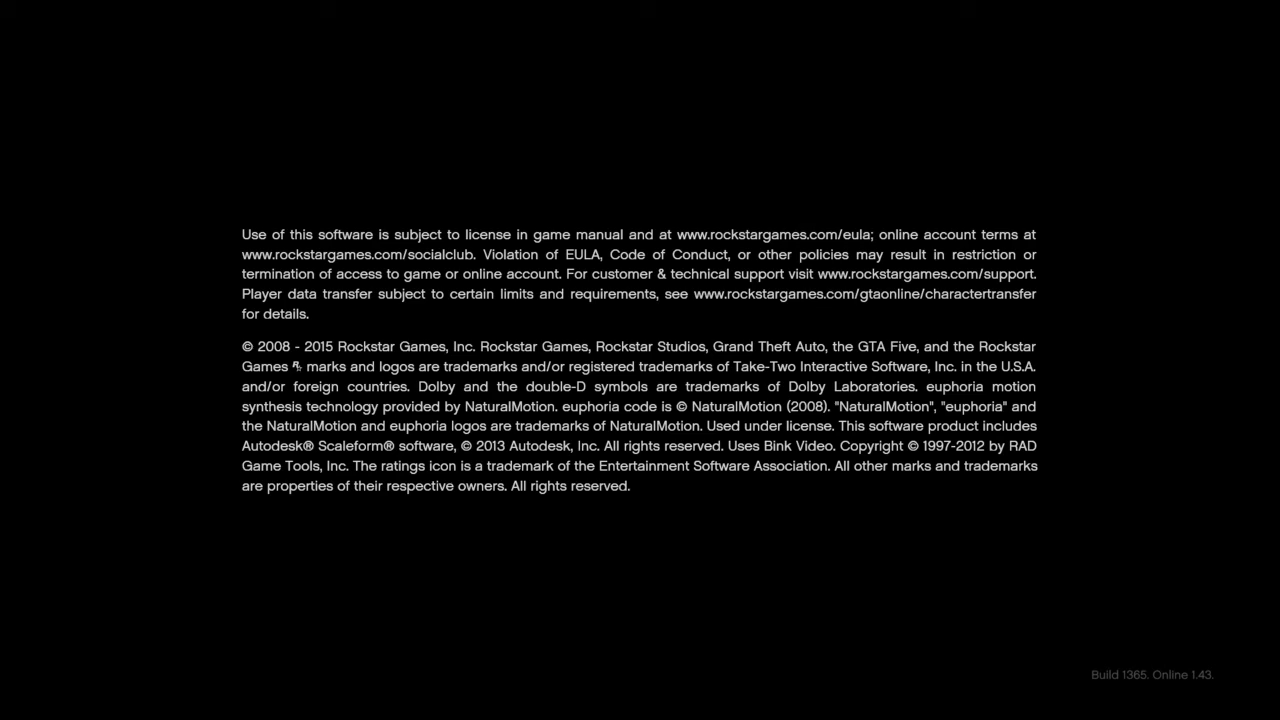 Use of this software is subject to license in game manual and at www.rockstargames.com/eula; online account terms at
www.rockstargames.com/socialclub. Violation of EULA, Code of Conduct, or other policies may result in restriction or
termination of access to game or online account. For customer & technical support visit www.rockstargames.com/support.
Player data transfer subject to certain limits and requirements, see www.rockstargames.com/gtaonline/charactertransfer
for details.
© 2008 - 2015 Rockstar Games, Inc. Rockstar Games, Rockstar Studios, Grand Theft Auto, the GTA Five, and the Rockstar
Games R* marks and logos are trademarks and/or registered trademarks of Take-Two Interactive Software, Inc. in the U.S.A.
and/or foreign countries. Dolby and the double-D symbols are trademarks of Dolby Laboratories. euphoria motion
synthesis technology provided by NaturalMotion. euphoria code is © NaturalMotion (2008). "NaturalMotion", "euphoria" and
the NaturalMotion and euphoria logos are trademarks of NaturalMotion. Used under license. This software product includes
Autodesk® Scaleform® software, © 2013 Autodesk, Inc. All rights reserved. Uses Bink Video. Copyright © 1997-2012 by RAD
Game Tools, Inc. The ratings icon is a trademark of the Entertainment Software Association. All other marks and trademarks
are properties of their respective owners. All rights reserved.
Build 1365. Online 1.43.